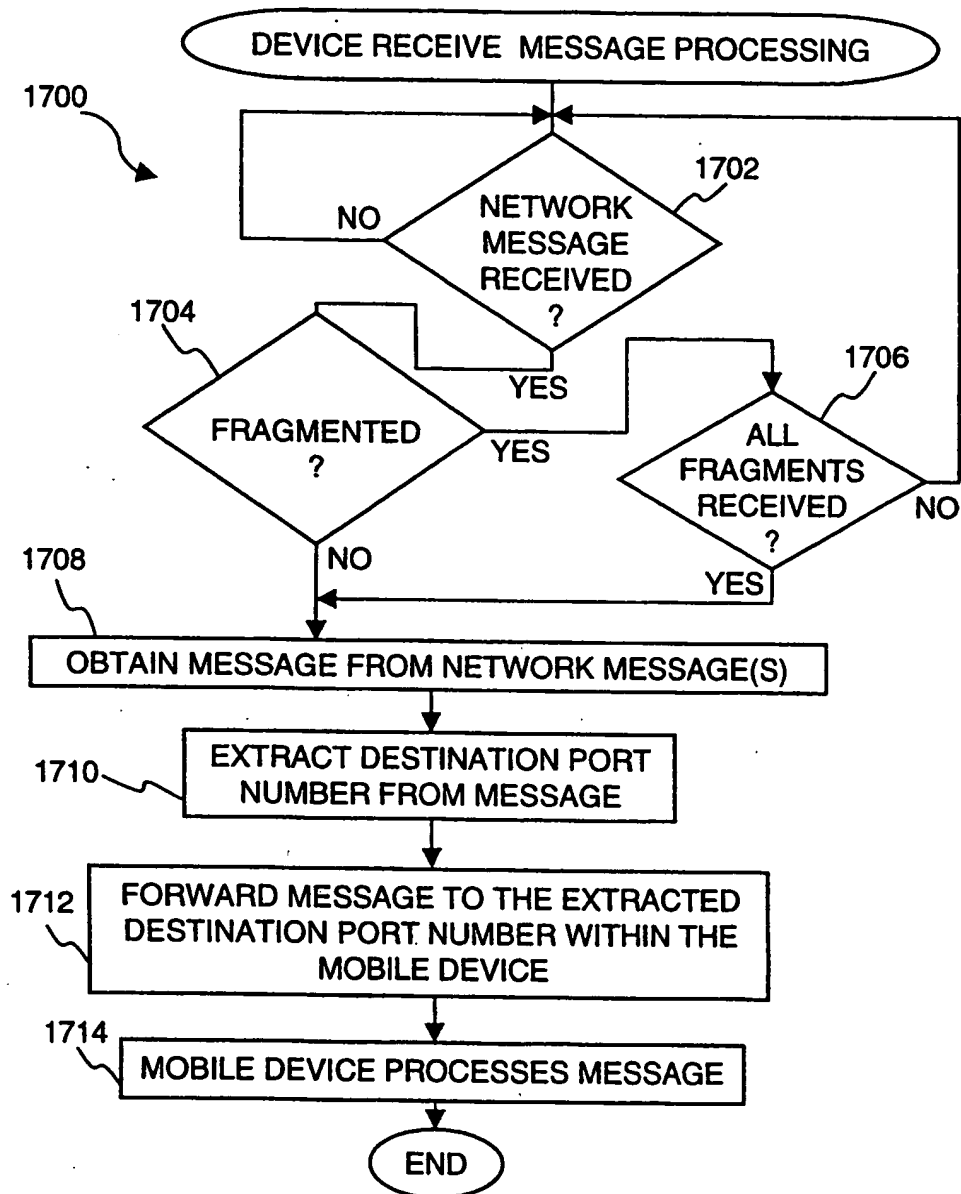 DEVICE RECEIVE MESSAGE PROCESSING
1700
1702
NETWORK
MESSAGE
RECEIVED
?
NO
YES
1704
FRAGMENTED
?
YES
NO
1706
ALL
FRAGMENTS
RECEIVED
?
NO
YES
1708
OBTAIN MESSAGE FROM NETWORK MESSAGE(S)
1710
EXTRACT DESTINATION PORT
NUMBER FROM MESSAGE
1712
FORWARD MESSAGE TO THE EXTRACTED
DESTINATION PORT NUMBER WITHIN THE
MOBILE DEVICE
1714
MOBILE DEVICE PROCESSES MESSAGE
END